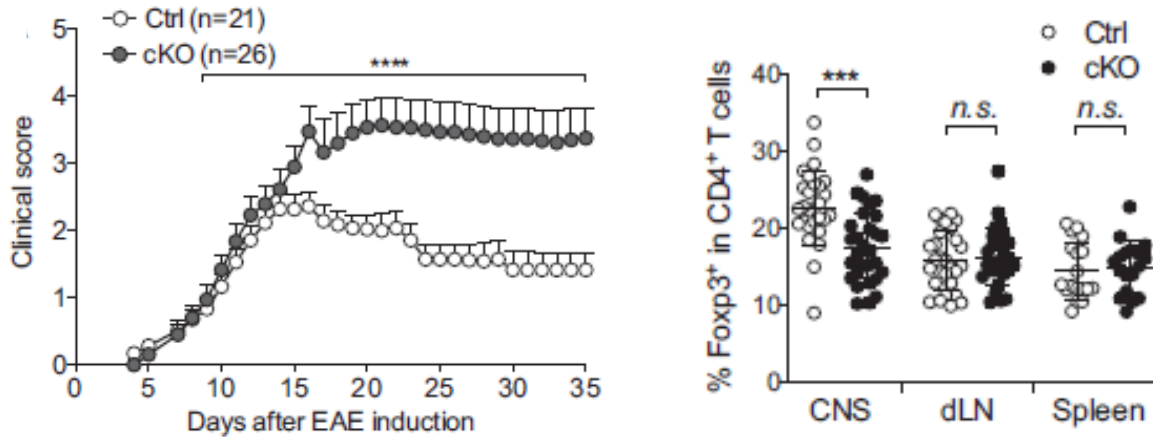 Ctrl (n=21)
cKO (n=26)
****
5
4
3
2
1
0
Clinical score
0 5 10 15 20 25 30 35
Days after EAE induction
Ctrl
cKO
*** n.s. n.s.
40
30
20
10
0
% Foxp3⁺ in CD4⁺ T cells
CNS dLN Spleen